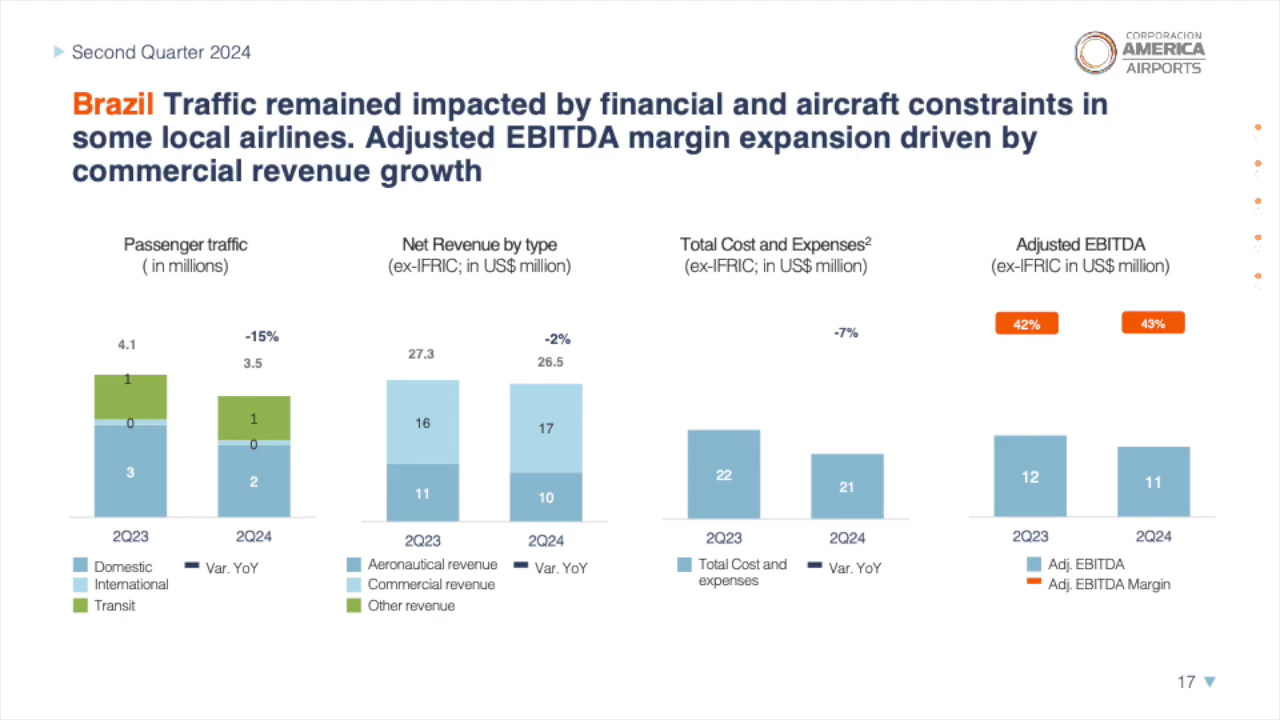 Second Quarter 2024
CORPORACION
AMERICA
AIRPORTS
Brazil Traffic remained impacted by financial and aircraft constraints in
some local airlines. Adjusted EBITDA margin expansion driven by
commercial revenue growth
Passenger traffic
( in millions)
4.1
-15%
3.5
1
0
3
1
0
2
2Q23
2Q24
Domestic
International
Transit
Var. YoY
Net Revenue by type
(ex-IFRIC; in US$ million)
27.3
-2%
26.5
16
11
17
10
2Q23
2Q24
Aeronautical revenue
Commercial revenue
Other revenue
Var. YoY
Total Cost and Expenses²
(ex-IFRIC; in US$ million)
-7%
22
21
2Q23
2Q24
Total Cost and
expenses
Var. YoY
Adjusted EBITDA
(ex-IFRIC in US$ million)
42%
43%
12
11
2Q23
2Q24
Adj. EBITDA
Adj. EBITDA Margin
17